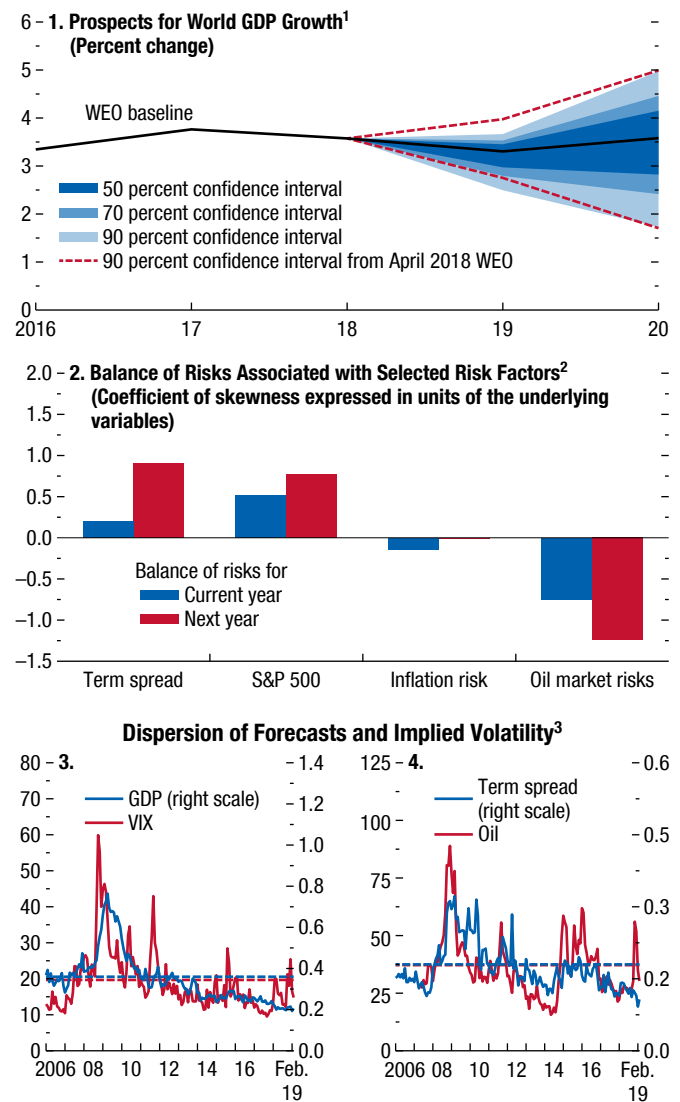 1. Prospects for World GDP Growth¹
(Percent change)
6
5
4
3
2
1
0
WEO baseline
50 percent confidence interval
70 percent confidence interval
90 percent confidence interval
90 percent confidence interval from April 2018 WEO
2016 17 18 19 20
2. Balance of Risks Associated with Selected Risk Factors²
(Coefficient of skewness expressed in units of the underlying
variables)
2.0
1.5
1.0
0.5
0.0
–0.5
–1.0
–1.5
Balance of risks for
Current year
Next year
Term spread S&P 500 Inflation risk Oil market risks
Dispersion of Forecasts and Implied Volatility³
3.
80
70
60
50
40
30
20
10
0
GDP (right scale)
VIX
1.4
1.2
1.0
0.8
0.6
0.4
0.2
0.0
2006 08 10 12 14 16 Feb.
19
4.
125
100
75
50
25
0
Term spread
(right scale)
Oil
0.6
0.5
0.3
0.2
0.0
2006 08 10 12 14 16 Feb.
19